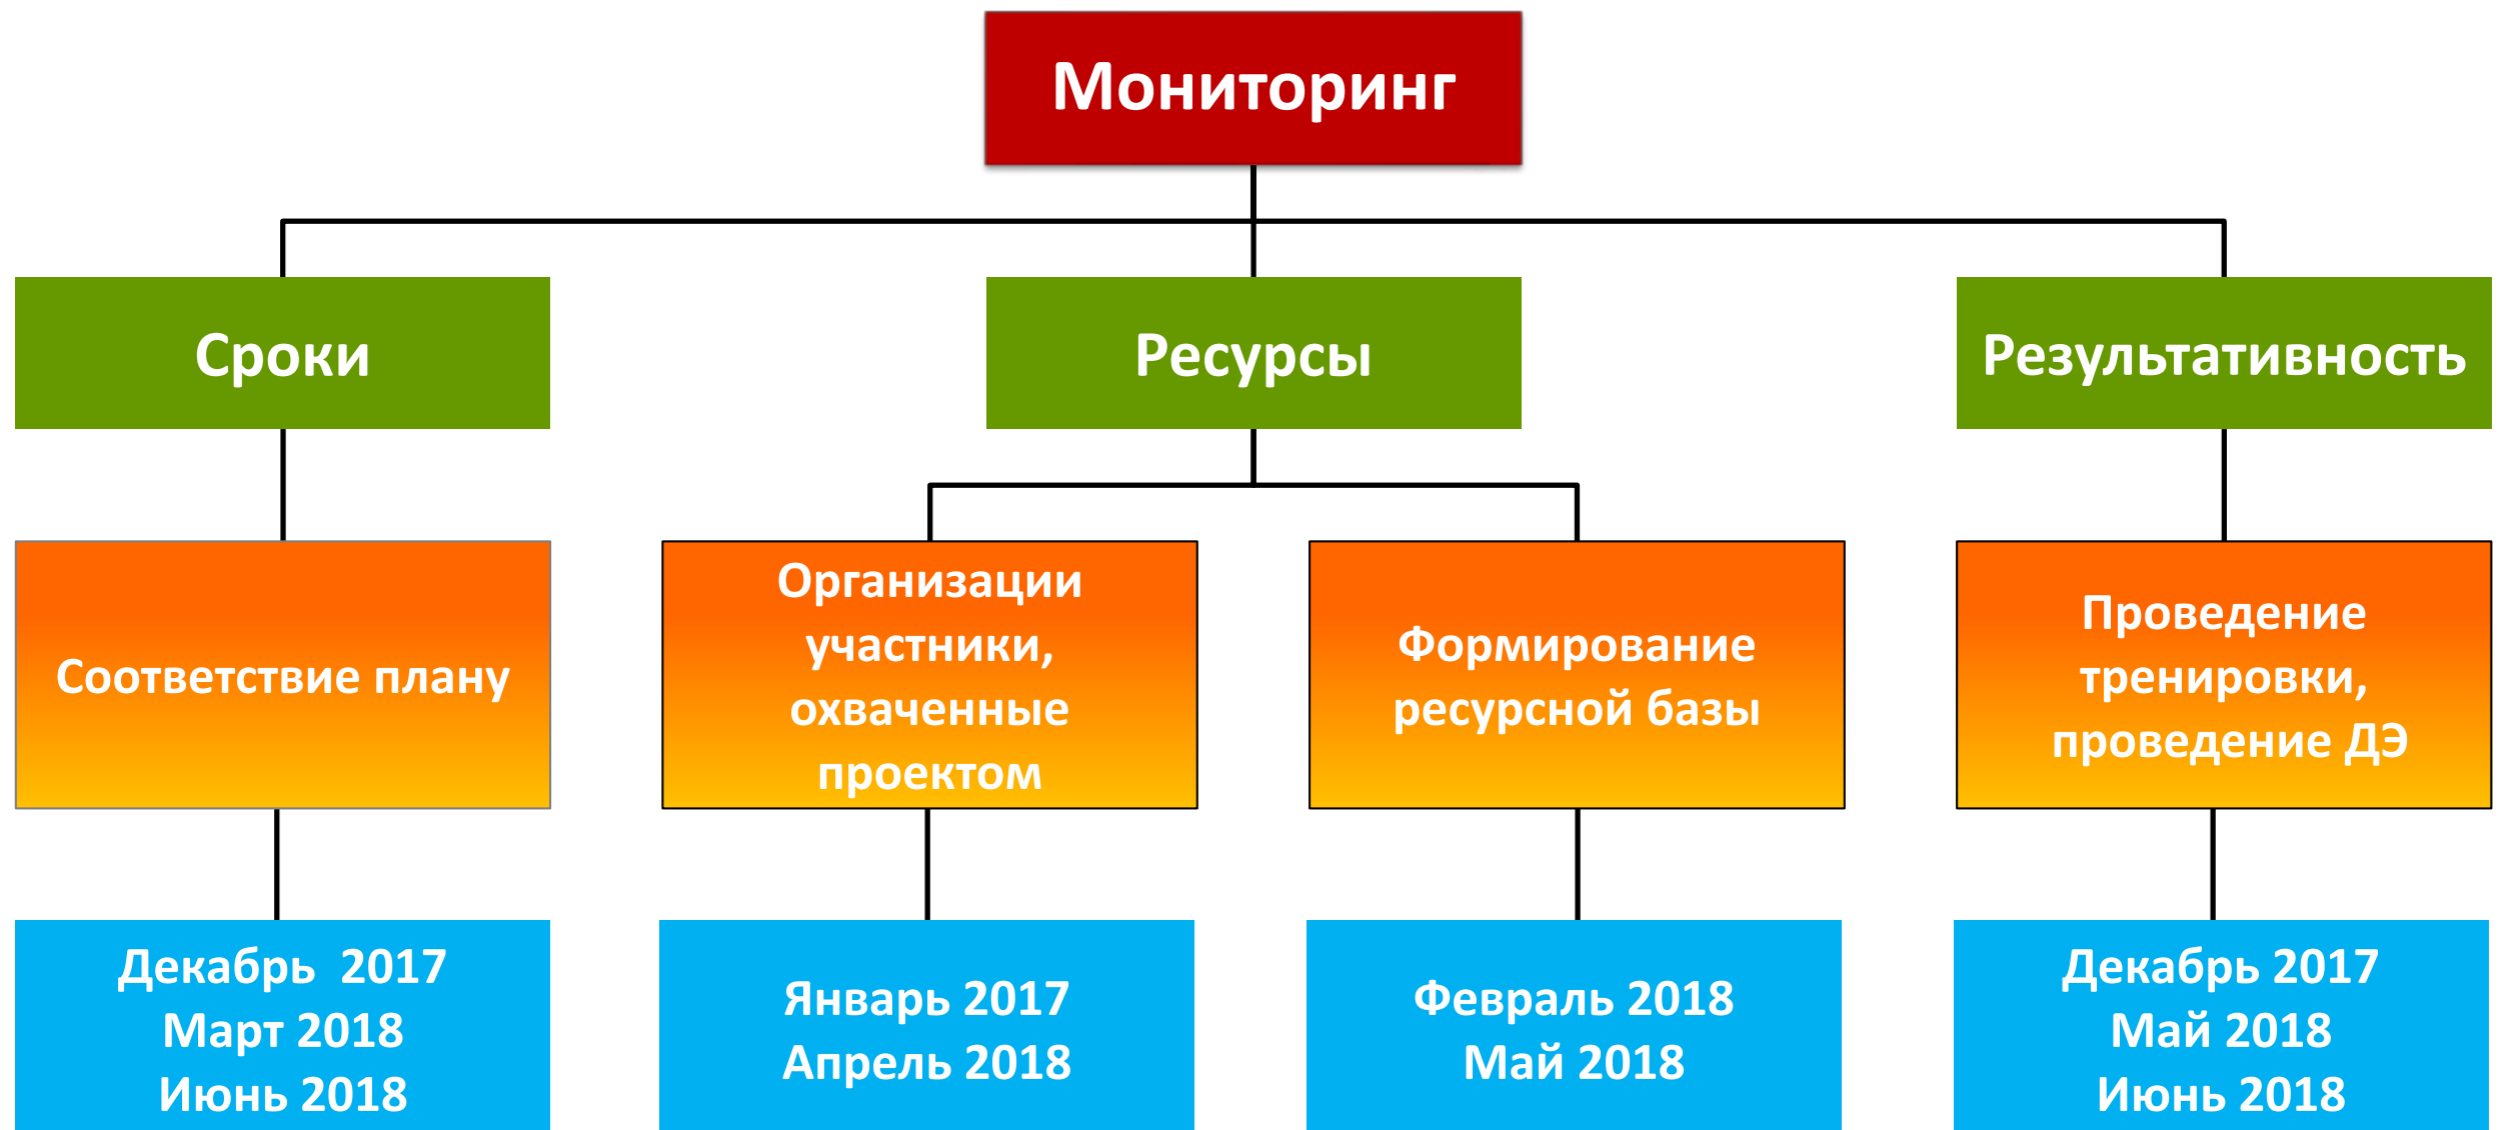 Мониторинг
Сроки
Ресурсы
Результативность
Соответствие плану
Организации
участники,
охваченные
проектом
Формирование
ресурсной базы
Проведение
тренировки,
проведение ДЭ
Декабрь  2017
Март 2018
Июнь 2018
Январь 2017
Апрель 2018
Февраль 2018
Май 2018
Декабрь 2017
Май 2018
Июнь 2018